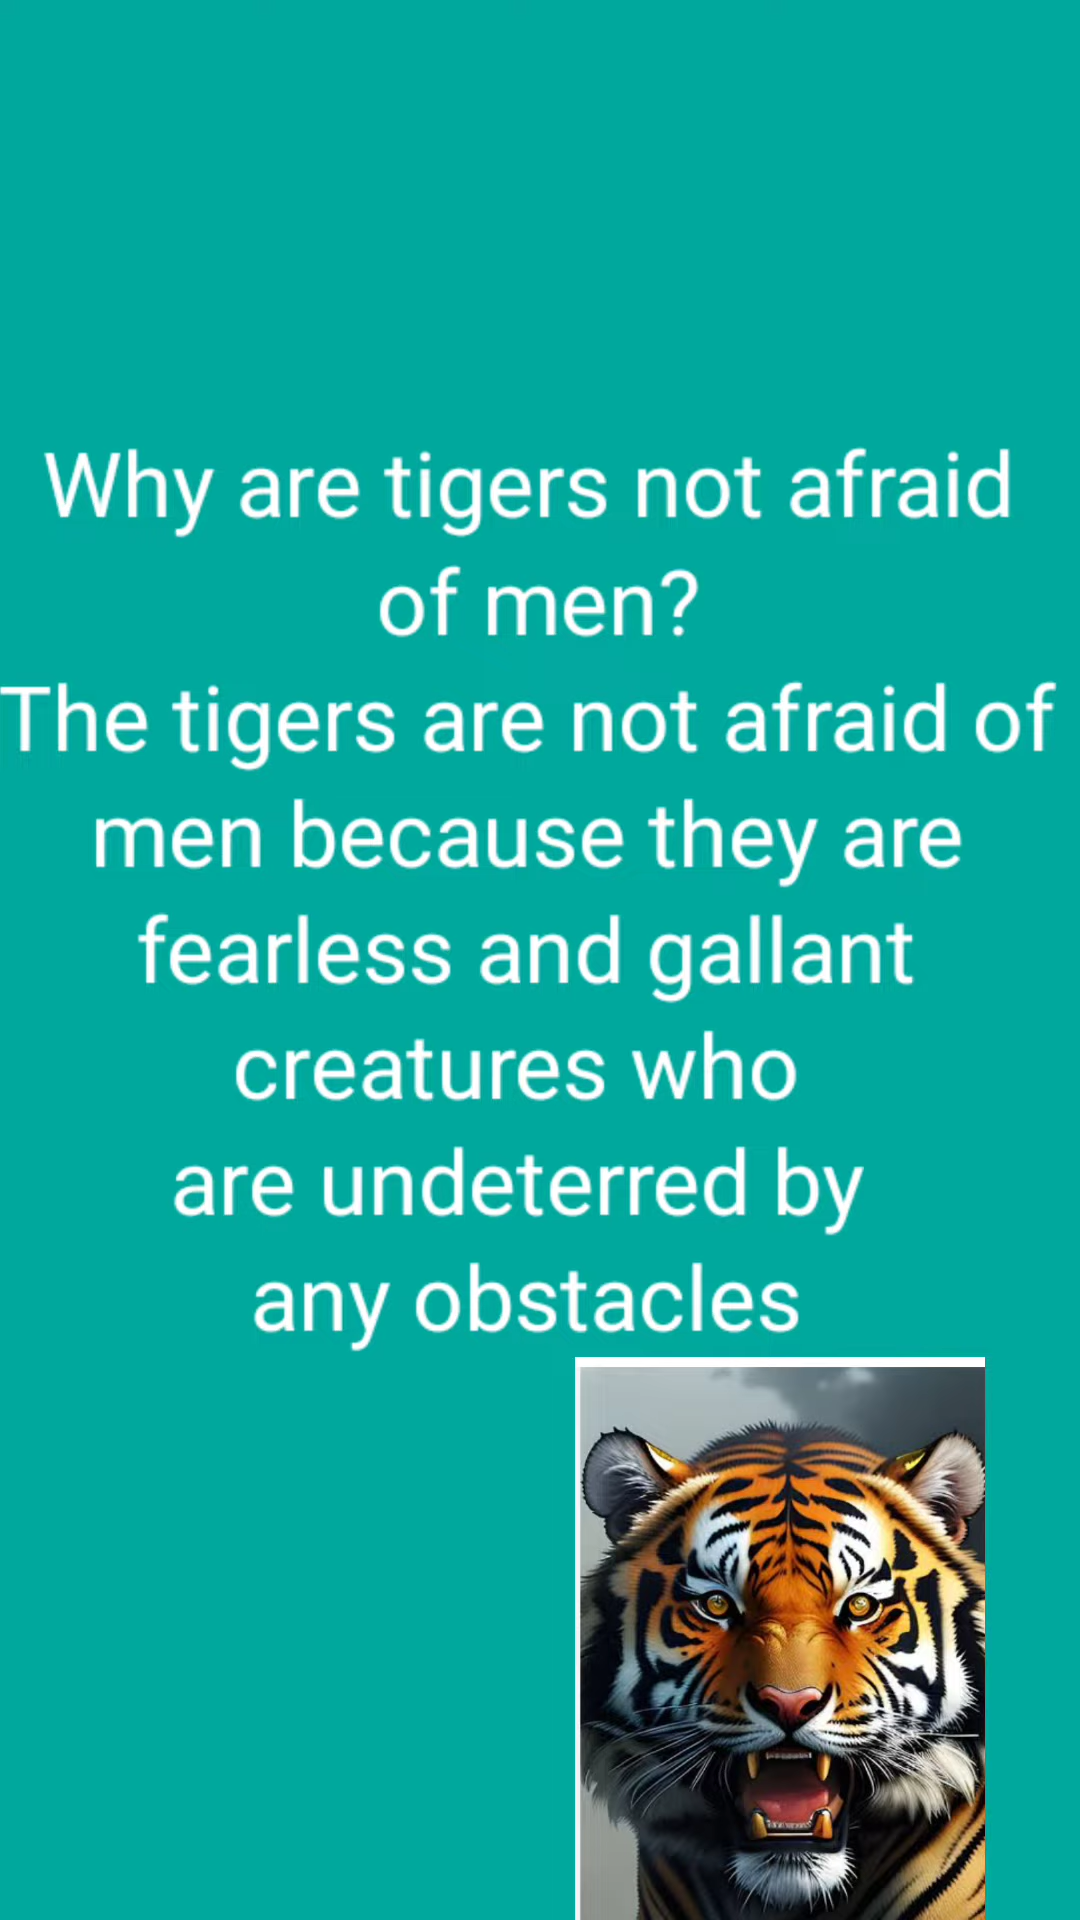 Why are tigers not afraid
of men?
The tigers are not afraid of
men because they are
fearless and gallant
creatures who
are undeterred by
any obstacles